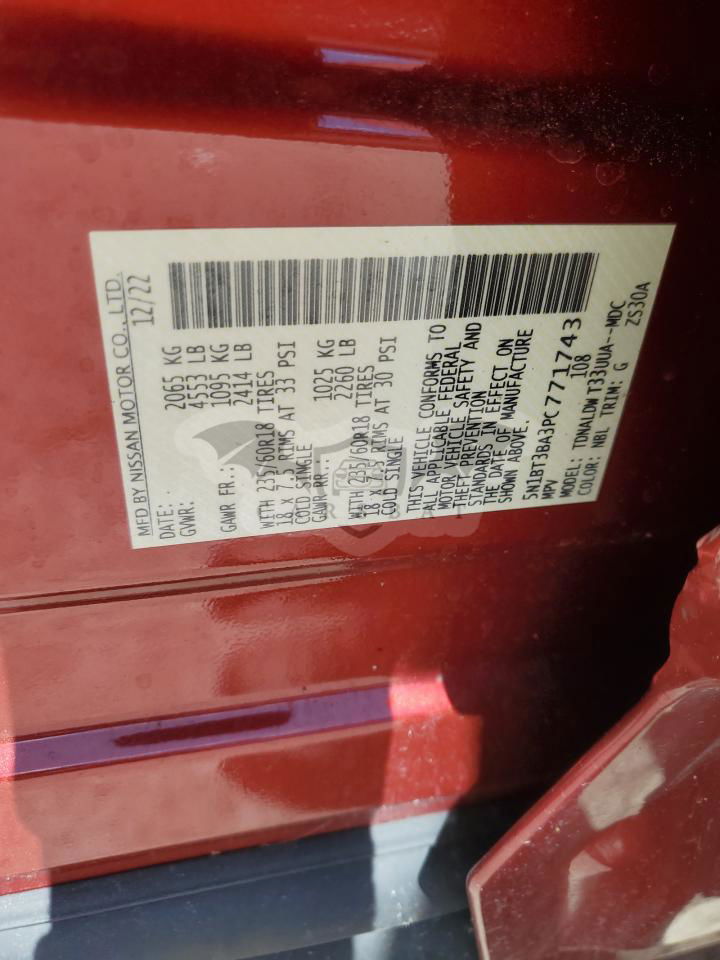 MFD BY NISSAN MOTOR CO., LTD.
DATE: 12/22
GVWR: 2065 KG
4553 LB
GAWR FR.: 1095 KG
2414 LB
WITH 235/60R18 TIRES
18 X 7.5 RIMS AT 33 PSI
COLD SINGLE
GAWR RR.: 1025 KG
2260 LB
WITH 235/60R18 TIRES
18 X 7.5 RIMS AT 30 PSI
COLD SINGLE
THIS VEHICLE CONFORMS TO
ALL APPLICABLE FEDERAL
MOTOR VEHICLE SAFETY AND
THEFT PREVENTION
STANDARDS IN EFFECT ON
THE DATE OF MANUFACTURE
SHOWN ABOVE.
5N1BT3BA3PC771743
MPV 108
MODEL: TDNALDWT33UUA--MDC
COLOR: NBL TRIM: G ZS30A